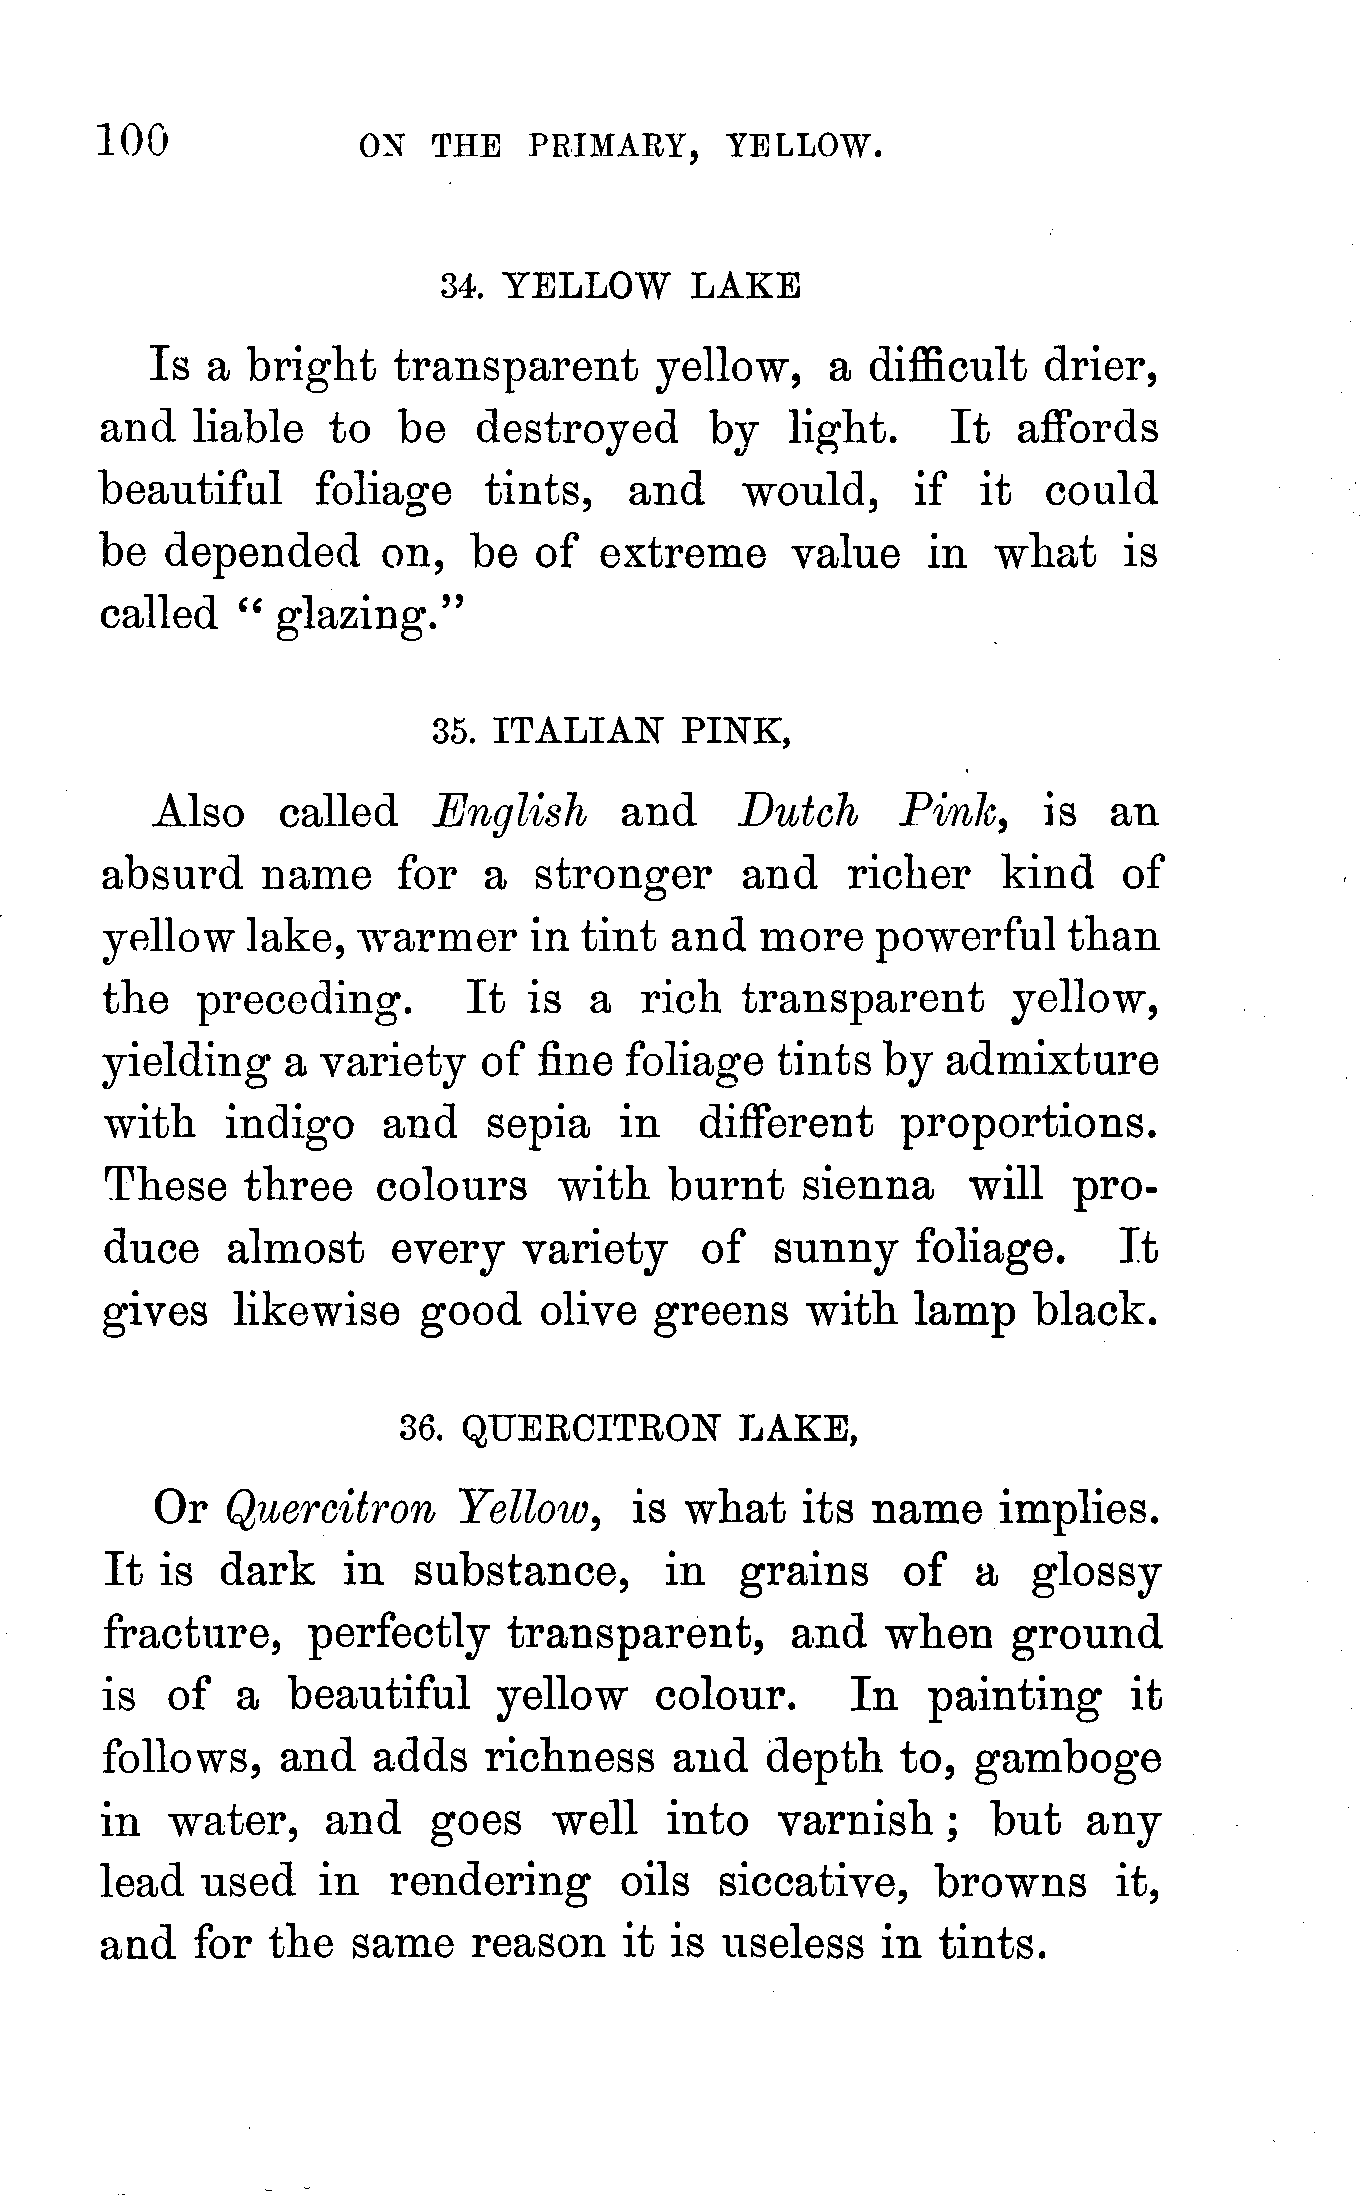 100 ON THE PRIMARY, YELLOW.
34. YELLOW LAKE
Is a bright transparent yellow, a difficult drier,
and liable to be destroyed by light. It affords
beautiful foliage tints, and would, if it could
be depended on, be of extreme value in what is
called “ glazing.”
35. ITALIAN PINK,
Also called English and Dutch Pink, is an
absurd name for a stronger and richer kind of
yellow lake, warmer in tint and more powerful than
the preceding. It is a rich transparent yellow,
yielding a variety of fine foliage tints by admixture
with indigo and sepia in different proportions.
These three colours with burnt sienna will pro-
duce almost every variety of sunny foliage. It
gives likewise good olive greens with lamp black.
36. QUERCITRON LAKE,
Or Quercitron Yellow, is what its name implies.
It is dark in substance, in grains of a glossy
fracture, perfectly transparent, and when ground
is of a beautiful yellow colour. In painting it
follows, and adds richness and depth to, gamboge
in water, and goes well into varnish ; but any
lead used in rendering oils siccative, browns it,
and for the same reason it is useless in tints.